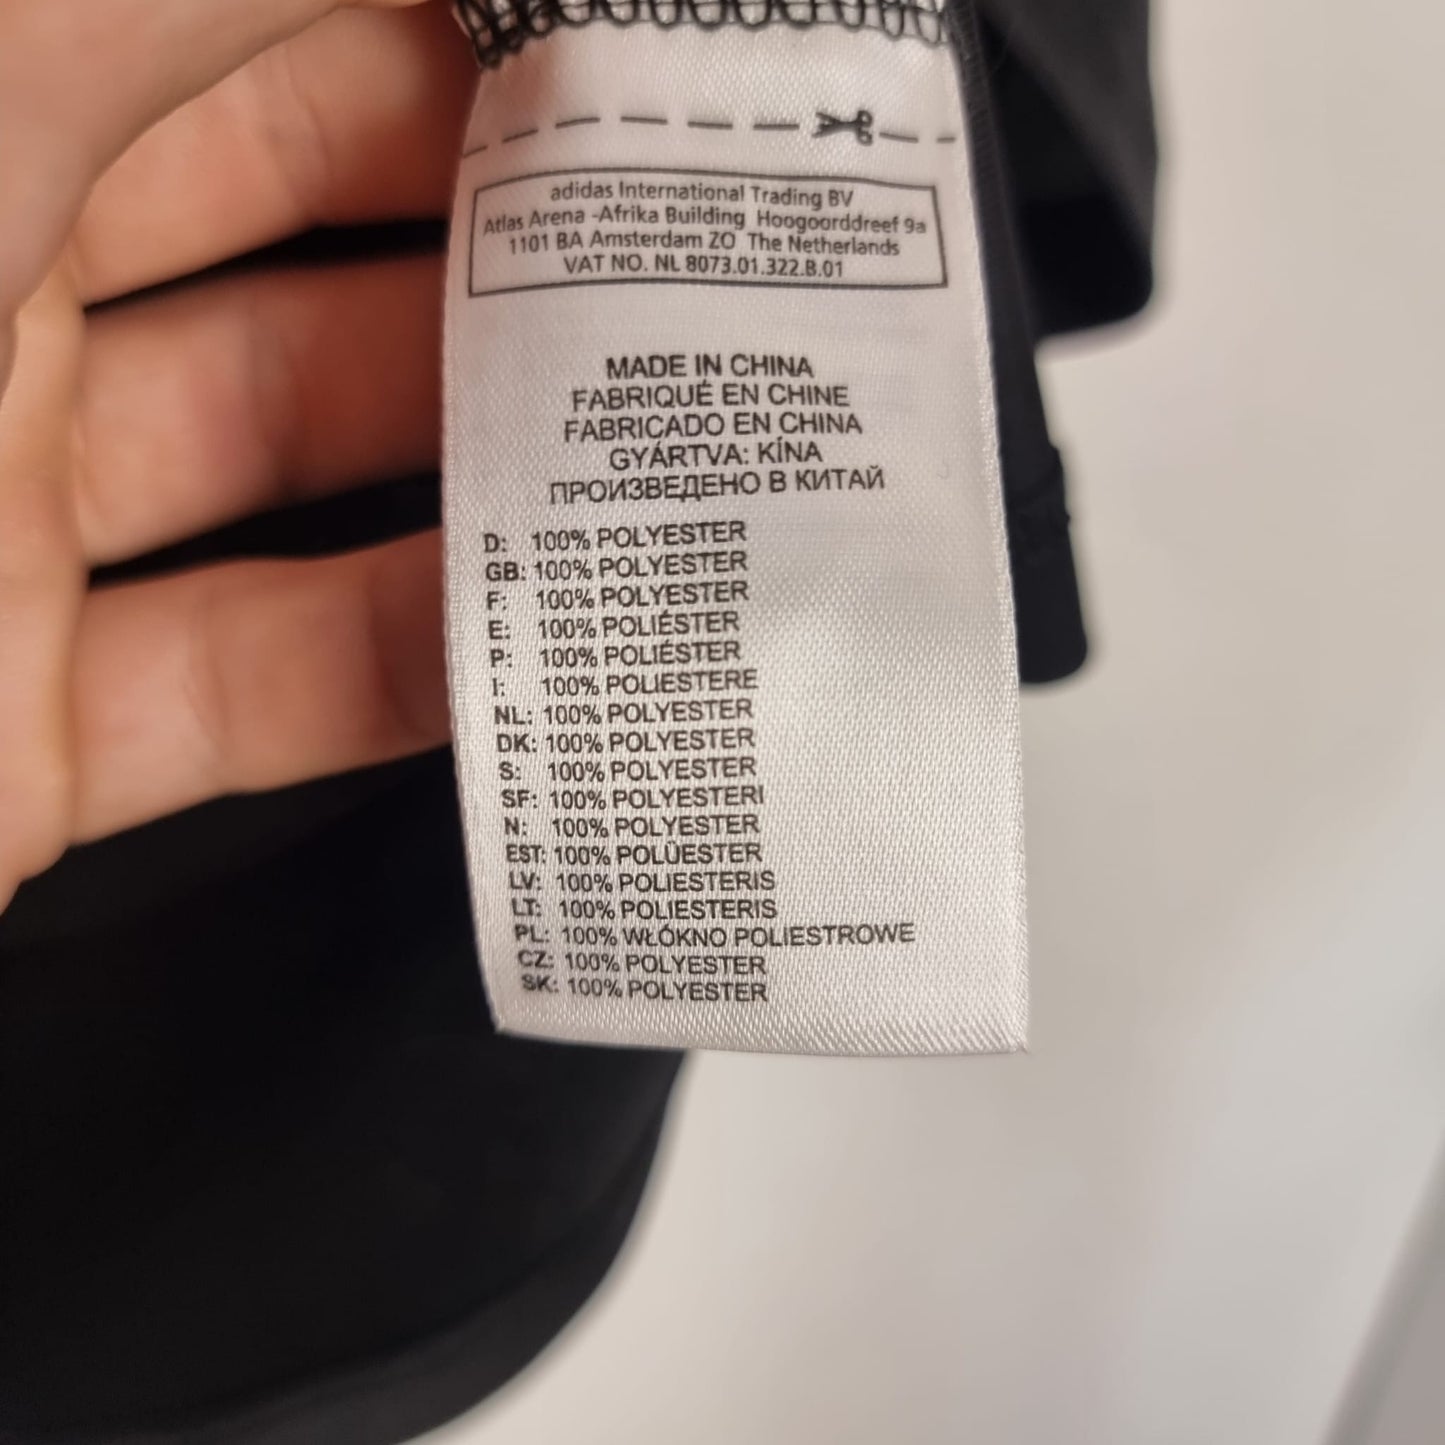 adidas International Trading BV
Atlas Arena -Afrika Building Hoogoorddreef 9a
1101 BA Amsterdam ZO The Netherlands
VAT NO. NL 8073.01.322.B.01
MADE IN CHINA
FABRIQUÉ EN CHINE
FABRICADO EN CHINA
GYÁRTVA: KÍNA
ПРОИЗВЕДЕНО В КИТАЙ
D: 100% POLYESTER
GB: 100% POLYESTER
F: 100% POLYESTER
E: 100% POLIÉSTER
P: 100% POLIÉSTER
I: 100% POLIESTERE
NL: 100% POLYESTER
DK: 100% POLYESTER
S: 100% POLYESTER
SF: 100% POLYESTERI
N: 100% POLYESTER
EST: 100% POLÜESTER
LV: 100% POLIESTERIS
LT: 100% POLIESTERIS
PL: 100% WŁÓKNO POLIESTROWE
CZ: 100% POLYESTER
SK: 100% POLYESTER